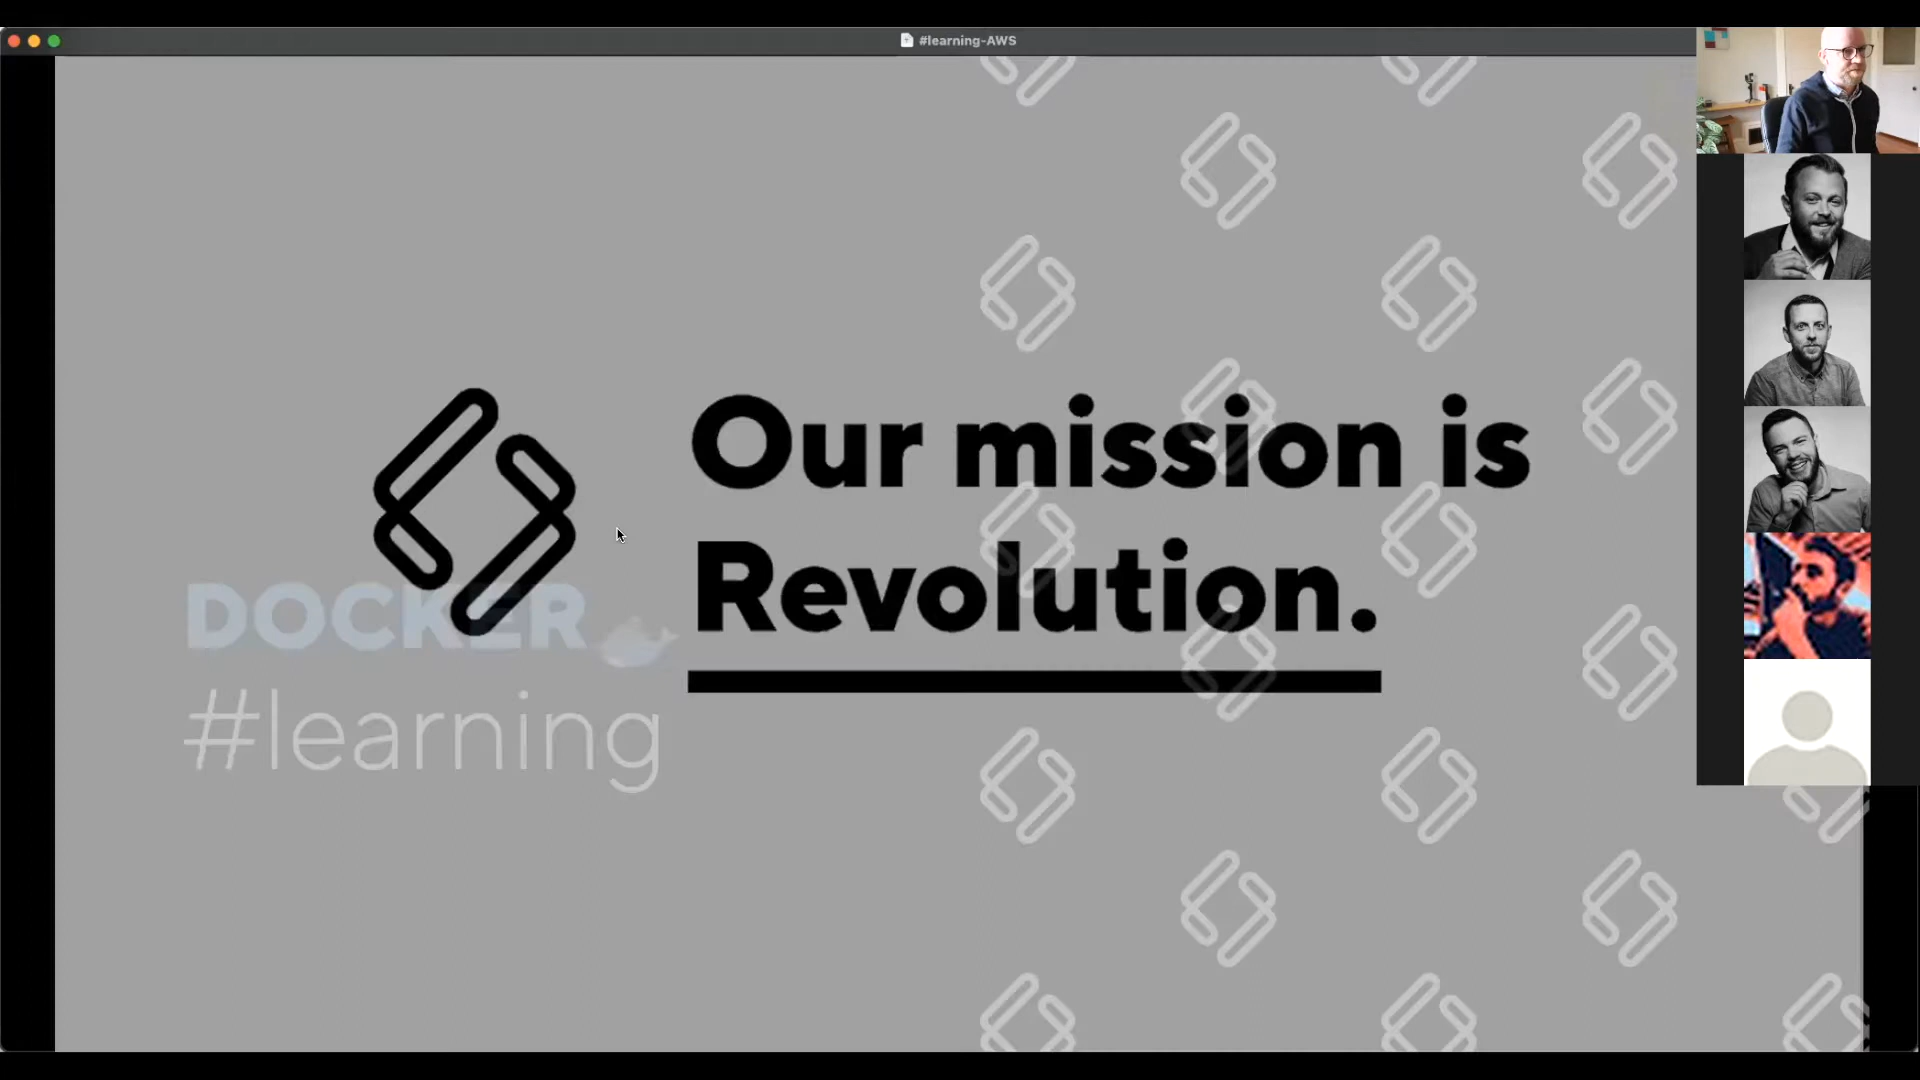 #learning-AWS
Our mission is
Revolution.
DOCKER
#learning